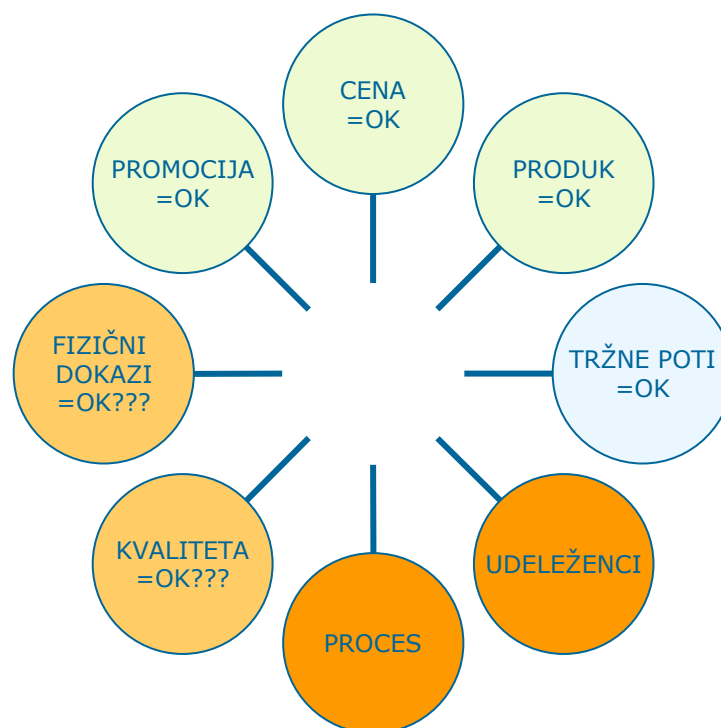 CENA
=OK
PROMOCIJA
=OK
PRODUK
=OK
FIZIČNI
DOKAZI
=OK???
TRŽNE POTI
=OK
KVALITETA
=OK???
UDELEŽENCI
PROCES